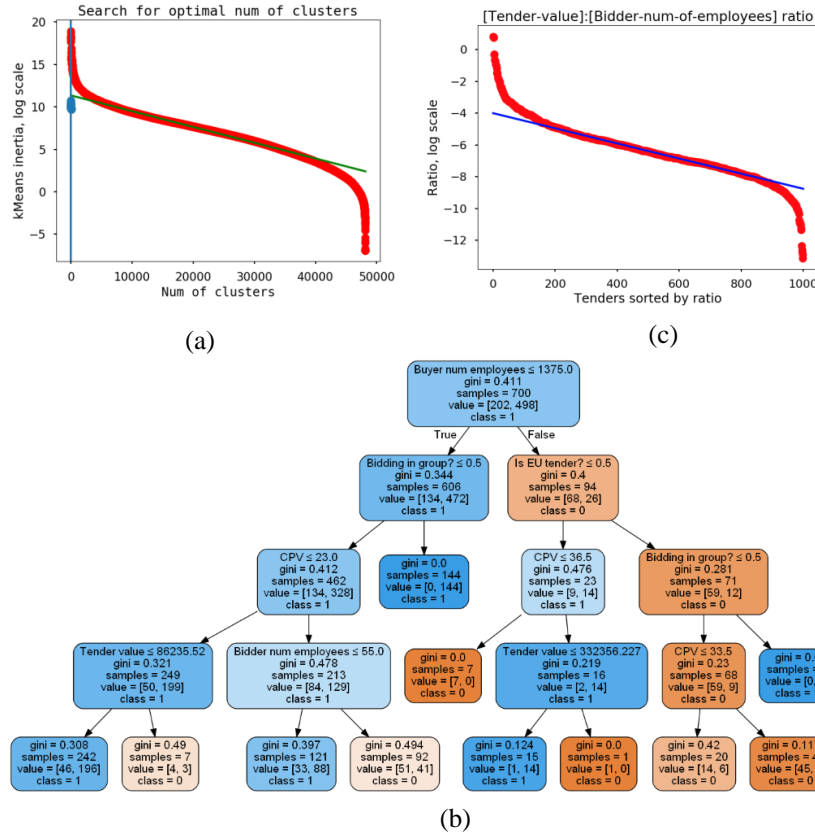 Search for optimal num of clusters
kMeans inertia, log scale
20
15
10
5
0
−5
0 10000 20000 30000 40000 50000
Num of clusters
(a)
[Tender-value]:[Bidder-num-of-employees] ratio
Ratio, log scale
0
−2
−4
−6
−8
−10
−12
0 200 400 600 800 1000
Tenders sorted by ratio
(c)
Buyer num employees ≤ 1375.0
gini = 0.411
samples = 700
value = [202, 498]
class = 1
True
False
Bidding in group? ≤ 0.5
gini = 0.344
samples = 606
value = [134, 472]
class = 1
Is EU tender? ≤ 0.5
gini = 0.4
samples = 94
value = [68, 26]
class = 0
CPV ≤ 23.0
gini = 0.412
samples = 462
value = [134, 328]
class = 1
gini = 0.0
samples = 144
value = [0, 144]
class = 1
CPV ≤ 36.5
gini = 0.476
samples = 23
value = [9, 14]
class = 1
Bidding in group? ≤ 0.5
gini = 0.281
samples = 71
value = [59, 12]
class = 0
Tender value ≤ 86235.52
gini = 0.321
samples = 249
value = [50, 199]
class = 1
Bidder num employees ≤ 55.0
gini = 0.478
samples = 213
value = [84, 129]
class = 1
gini = 0.0
samples = 7
value = [7, 0]
class = 0
Tender value ≤ 332356.227
gini = 0.219
samples = 16
value = [2, 14]
class = 1
CPV ≤ 33.5
gini = 0.23
samples = 68
value = [59, 9]
class = 0
gini = 0.
samples =
value = [0,
class =
gini = 0.308
samples = 242
value = [46, 196]
class = 1
gini = 0.49
samples = 7
value = [4, 3]
class = 0
gini = 0.397
samples = 121
value = [33, 88]
class = 1
gini = 0.494
samples = 92
value = [51, 41]
class = 0
gini = 0.124
samples = 15
value = [1, 14]
class = 1
gini = 0.0
samples = 1
value = [1, 0]
class = 0
gini = 0.42
samples = 20
value = [14, 6]
class = 0
gini = 0.11
samples = 4
value = [45,
class = 0
(b)